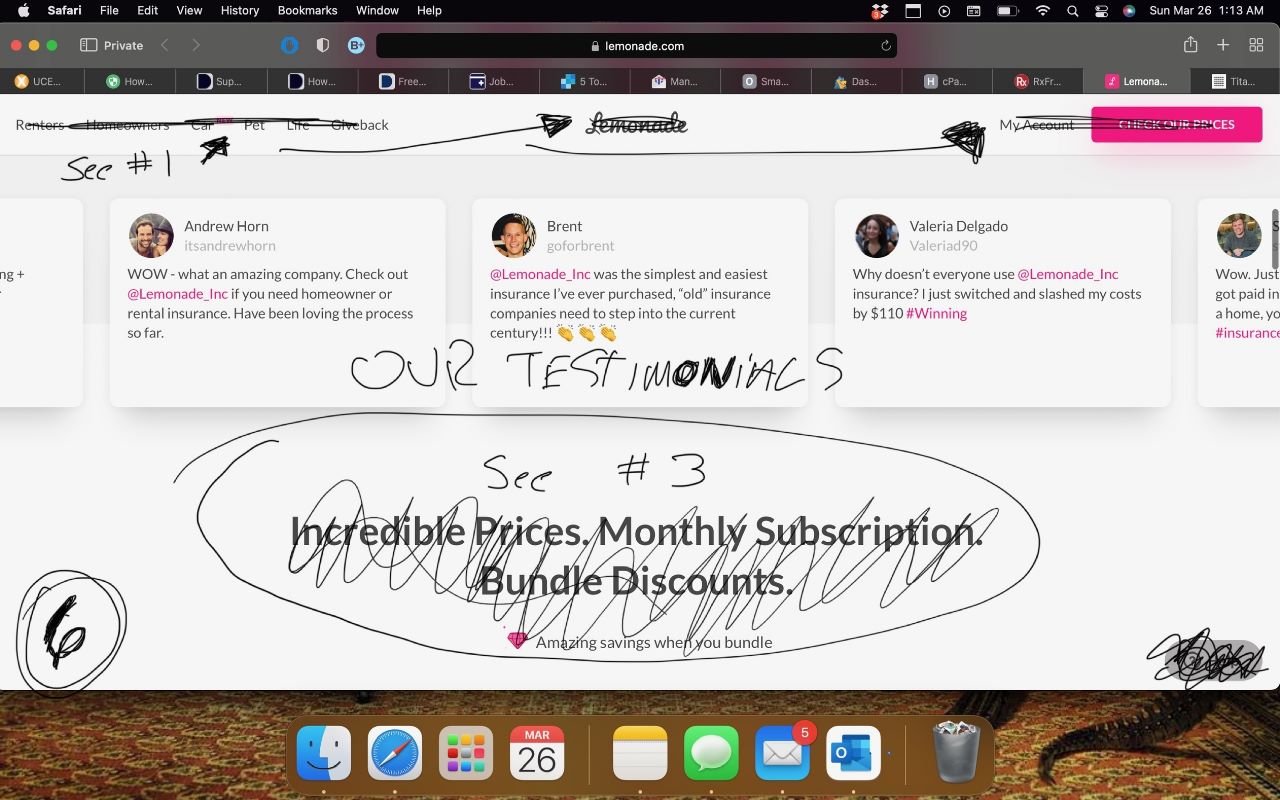 Safari File Edit View History Bookmarks Window Help 3 Sun Mar 26 1:13 AM
Private B+ lemonade.com
UCE... How... Sup... How... Free... Job... 5 To... Man... O Sma... Das... H cPa... Rx RxFr... Lemona... Tita...
Renters Homeowners Car NEW Pet Life Giveback Lemonade My Account CHECK OUR PRICES
See #1
Andrew Horn
itsandrewhorn
WOW - what an amazing company. Check out
@Lemonade_Inc if you need homeowner or
rental insurance. Have been loving the process
so far.
Brent
goforbrent
@Lemonade_Inc was the simplest and easiest
insurance I've ever purchased, “old” insurance
companies need to step into the current
century!!! 👏 👏 👏
Valeria Delgado
Valeriad90
Why doesn't everyone use @Lemonade_Inc
insurance? I just switched and slashed my costs
by $110 #Winning
ng +
Wow. Just
got paid in
a home, yo
#insurance
OUR TESTIMONIALS
See #3
Incredible Prices. Monthly Subscription.
Bundle Discounts.
Amazing savings when you bundle
6
MAR
26
5